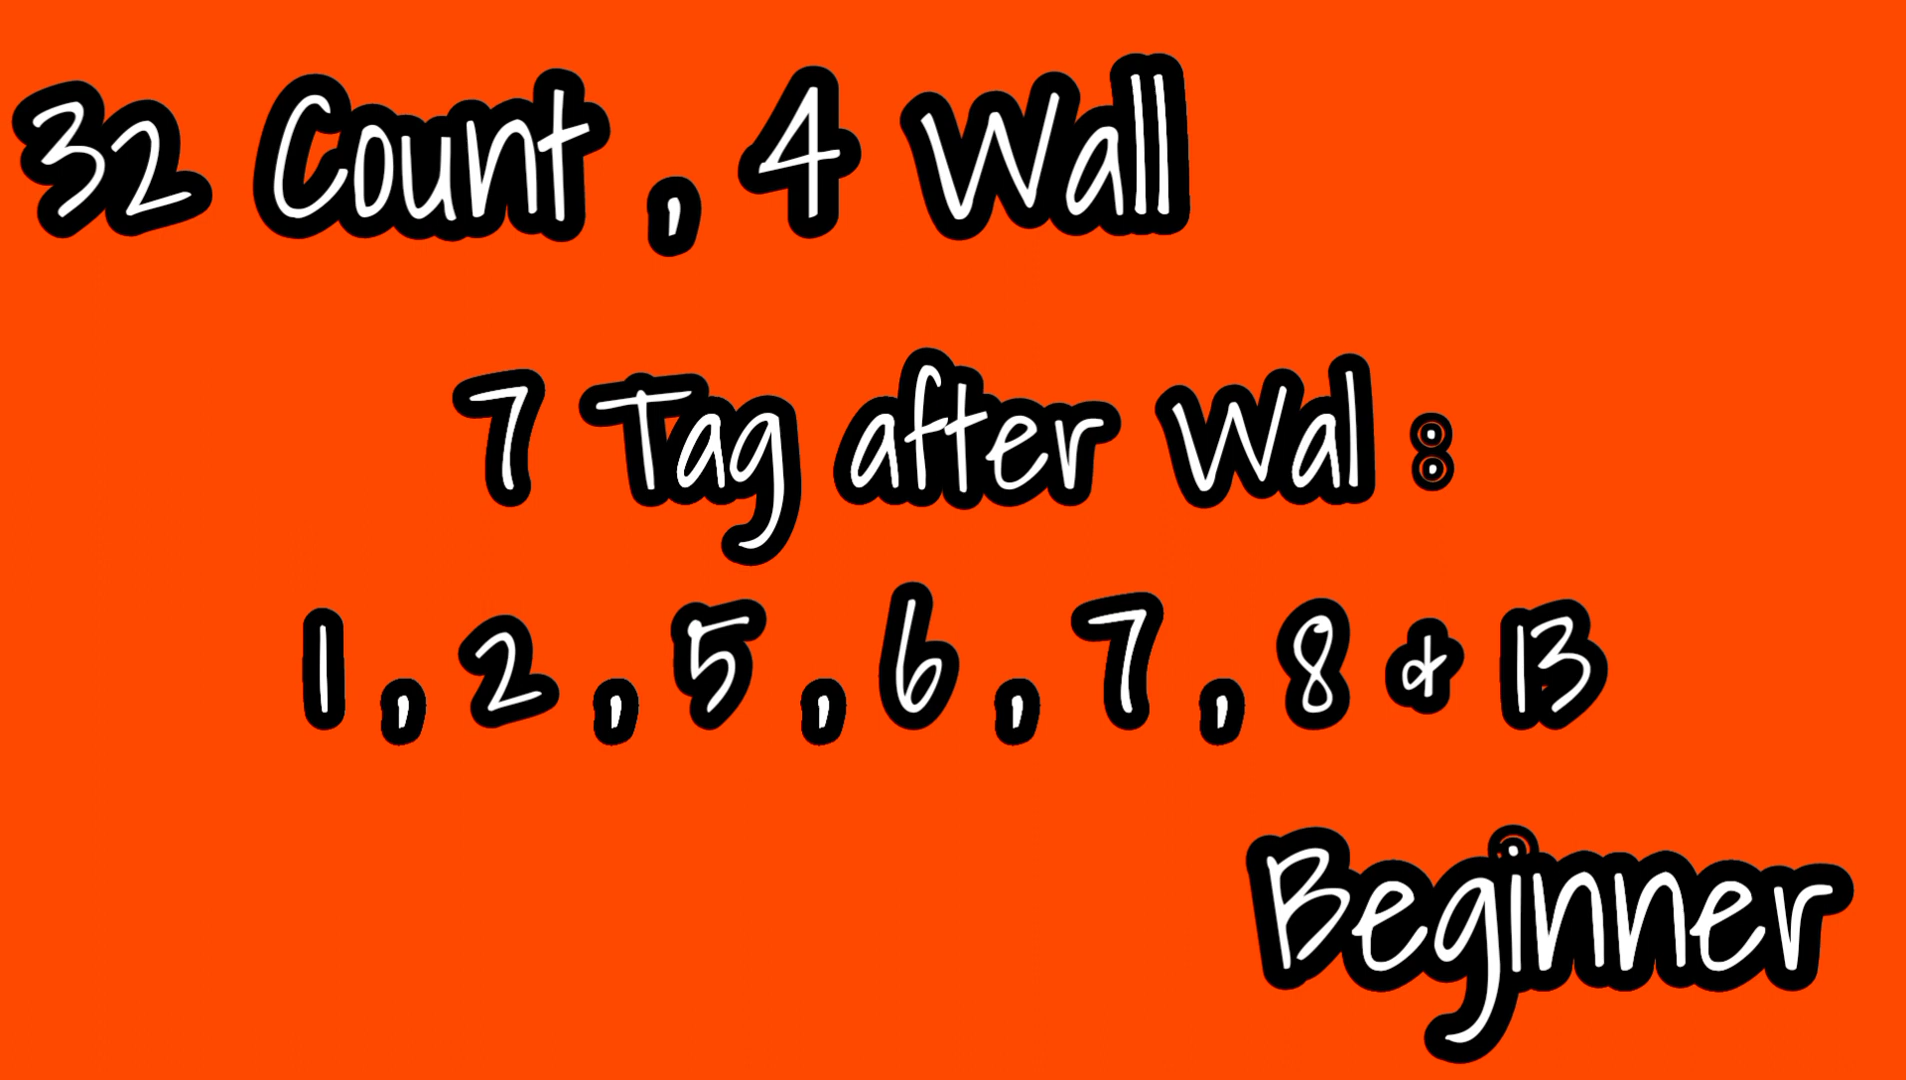 32 Count , 4 Wall
7 Tag after Wal :
1 , 2 , 5 , 6 , 7 , 8 & 13
Beginner